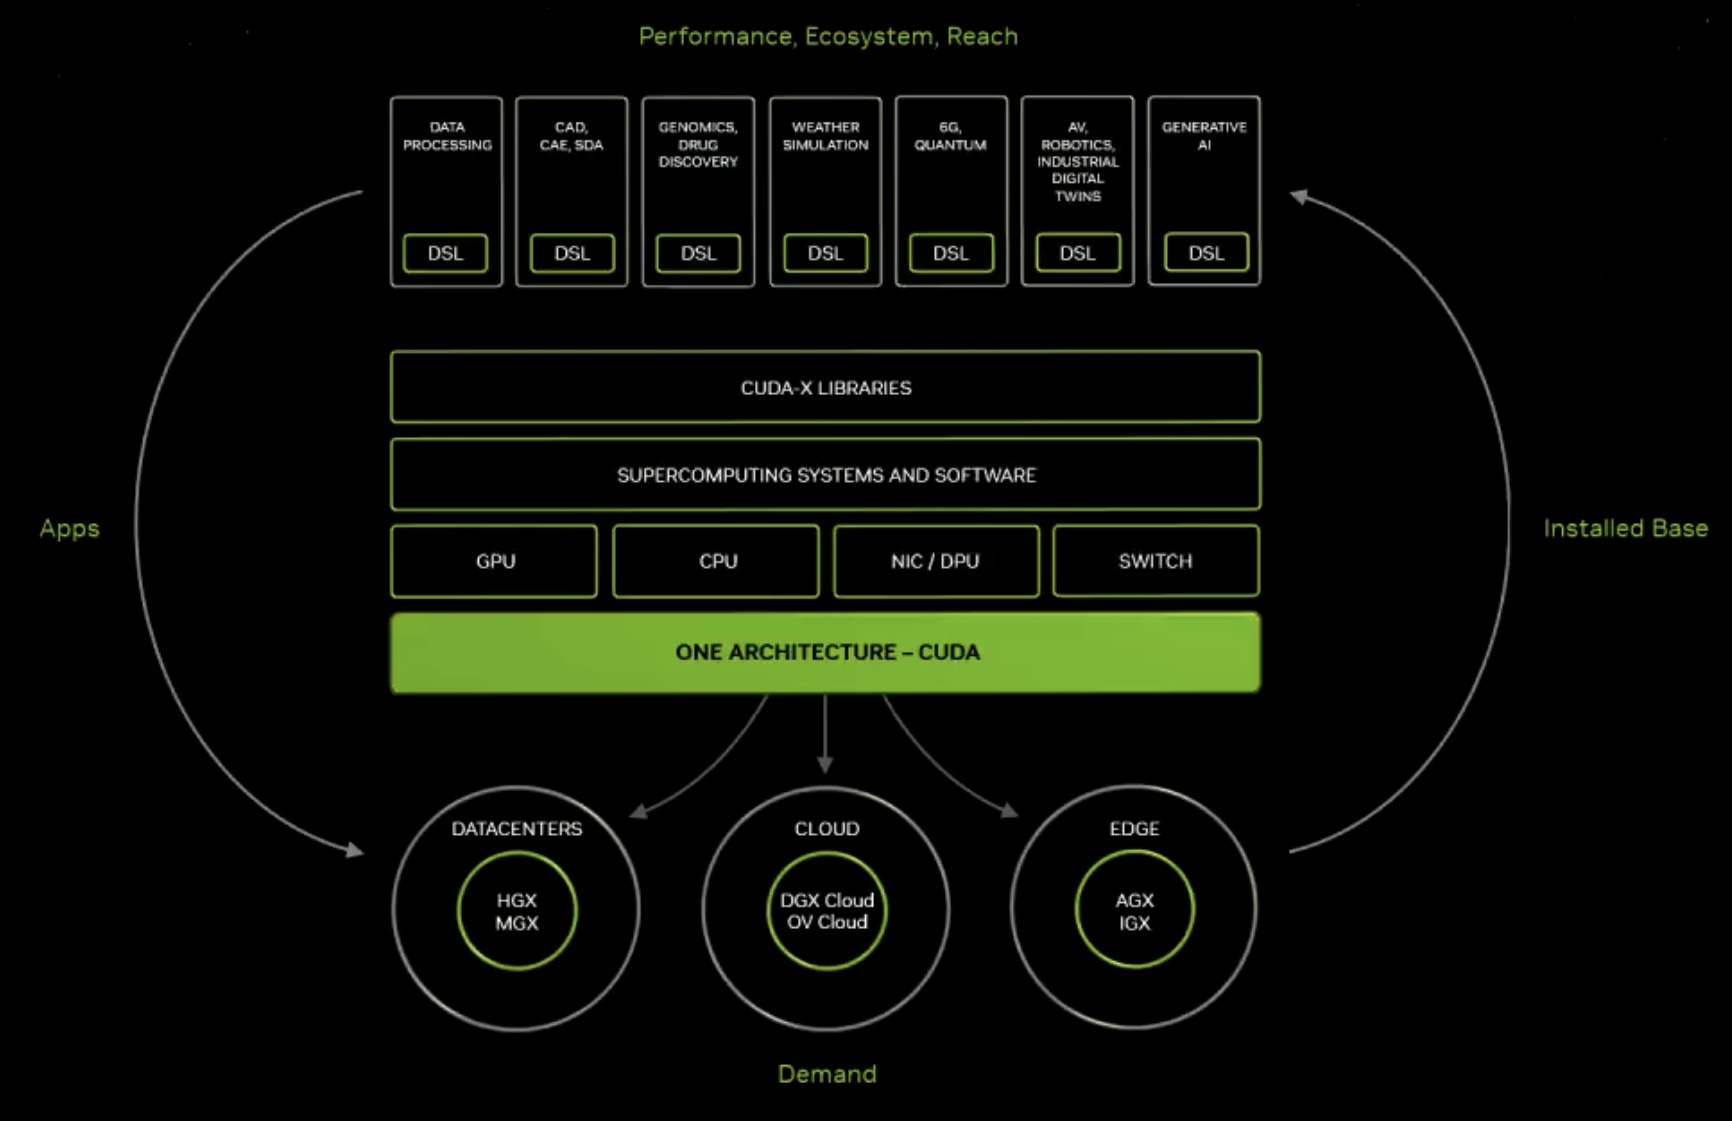 Performance, Ecosystem, Reach
DATA
PROCESSING
DSL
CAD,
CAE, SDA
DSL
GENOMICS,
DRUG
DISCOVERY
DSL
WEATHER
SIMULATION
DSL
6G,
QUANTUM
DSL
AV,
ROBOTICS,
INDUSTRIAL
DIGITAL
TWINS
DSL
GENERATIVE
AI
DSL
CUDA-X LIBRARIES
SUPERCOMPUTING SYSTEMS AND SOFTWARE
Apps
Installed Base
GPU
CPU
NIC / DPU
SWITCH
ONE ARCHITECTURE – CUDA
DATACENTERS
HGX
MGX
CLOUD
DGX Cloud
OV Cloud
EDGE
AGX
IGX
Demand